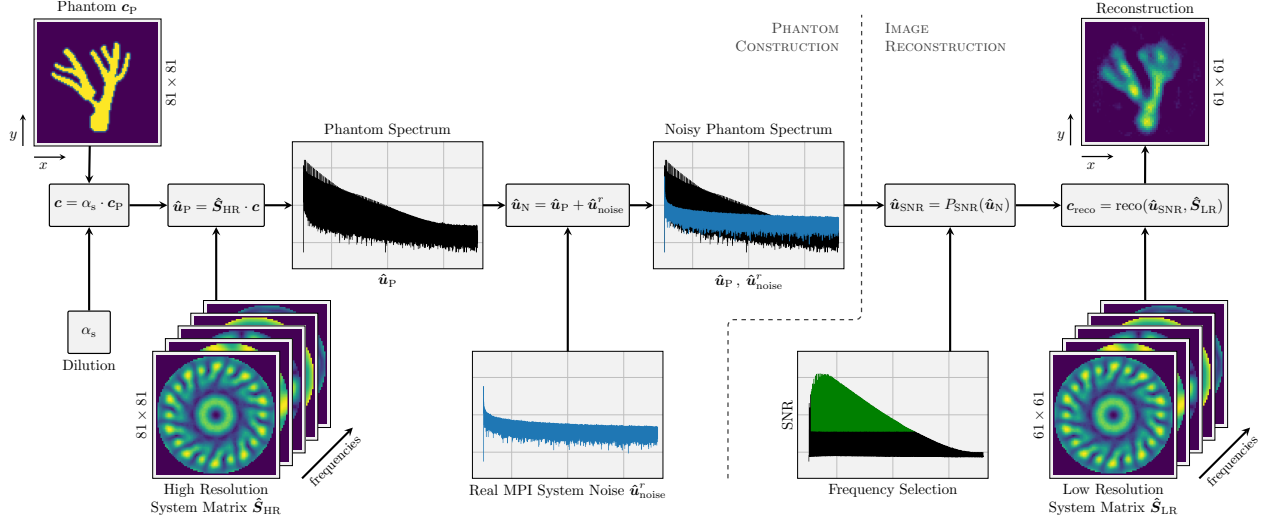 Phantom 𝒄_P
81 × 81
y
x
𝒄 = α_s · 𝒄_P
α_s
Dilution
û_P = Ŝ_HR · 𝒄
81 × 81
frequencies
High Resolution
System Matrix Ŝ_HR
Phantom Spectrum
û_P
û_N = û_P + û^r_noise
Real MPI System Noise û^r_noise
Noisy Phantom Spectrum
û_P , û^r_noise
PHANTOM
CONSTRUCTION
IMAGE
RECONSTRUCTION
û_SNR = P_SNR(û_N)
SNR
Frequency Selection
Reconstruction
61 × 61
y
x
𝒄_reco = reco(û_SNR, Ŝ_LR)
61 × 61
frequencies
Low Resolution
System Matrix Ŝ_LR